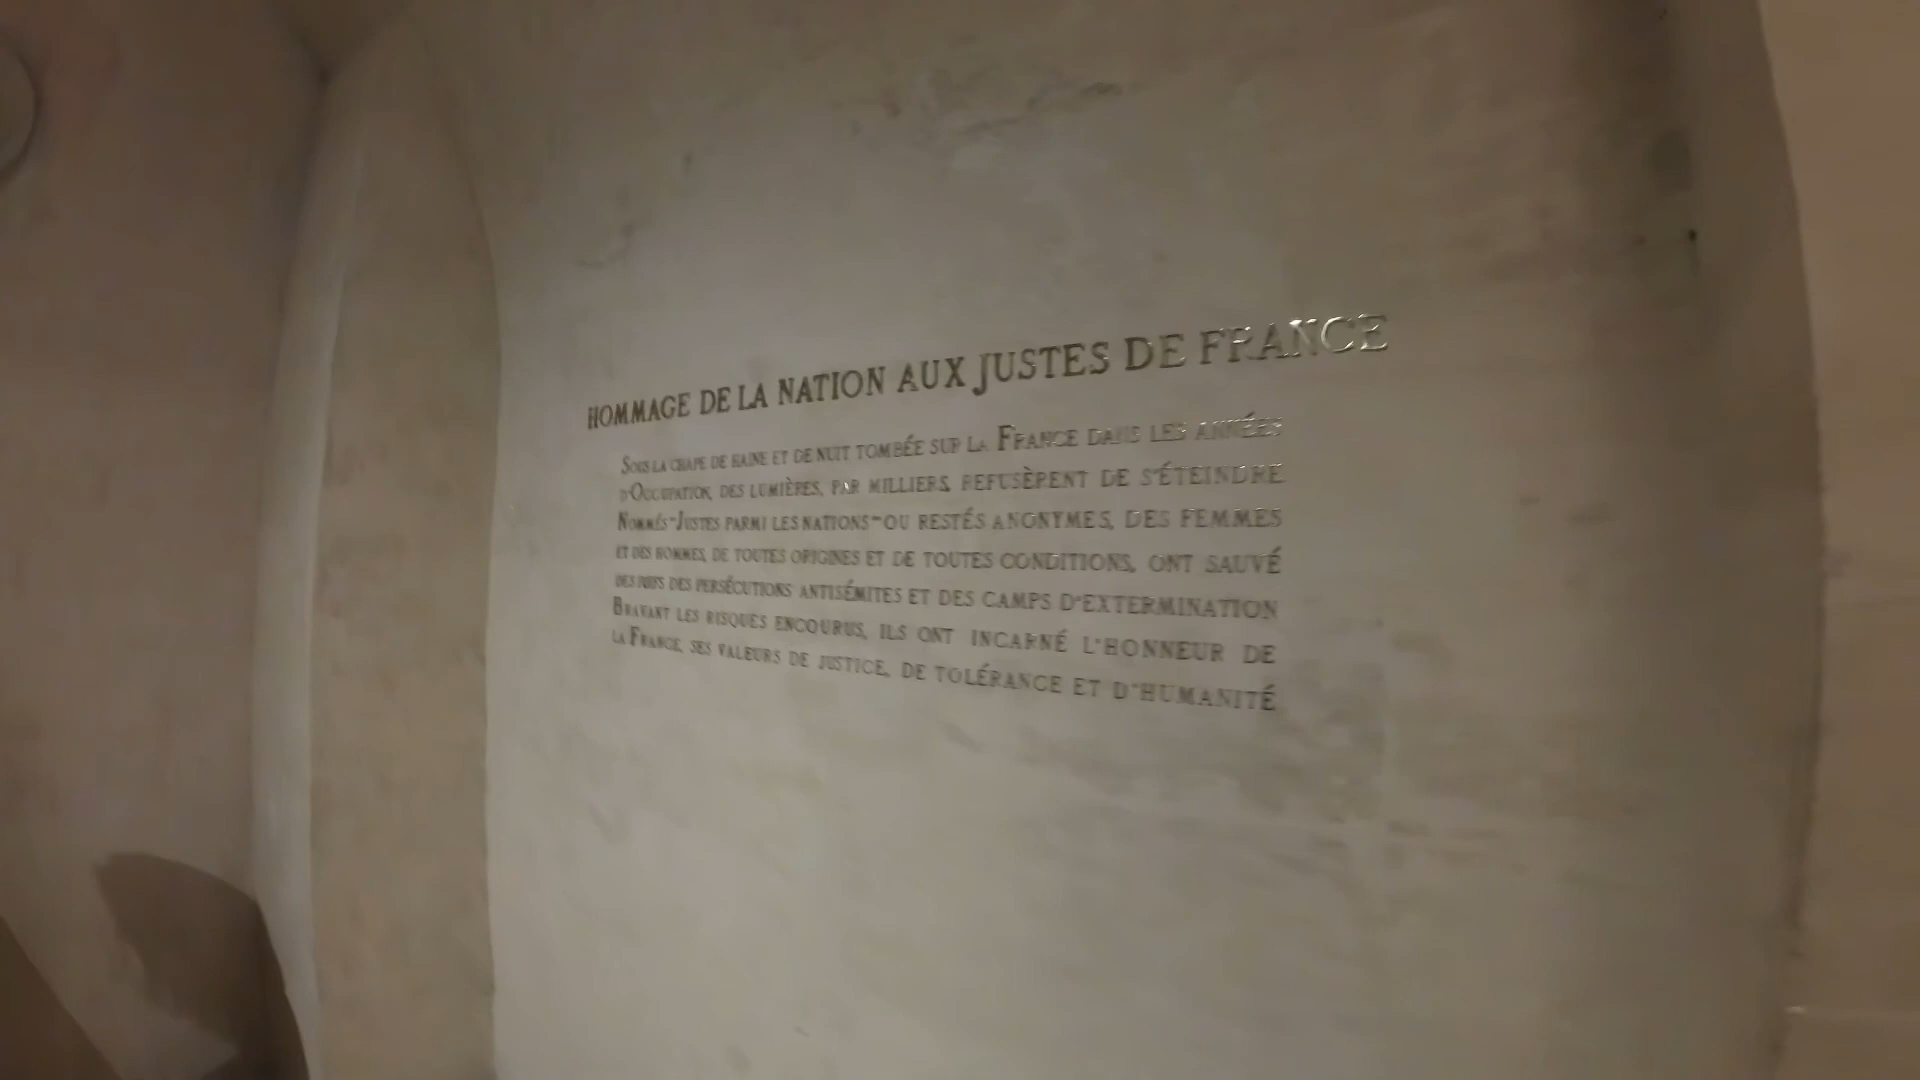 HOMMAGE DE LA NATION AUX JUSTES DE FRANCE
SOUS LA CHAPE DE HAINE ET DE NUIT TOMBÉE SUR LA FRANCE DANS LES ANNÉES
D'OCCUPATION, DES LUMIÈRES, PAR MILLIERS, REFUSÈRENT DE S'ÉTEINDRE.
NOMMÉS "JUSTES PARMI LES NATIONS" OU RESTÉS ANONYMES, DES FEMMES
ET DES HOMMES, DE TOUTES ORIGINES ET DE TOUTES CONDITIONS, ONT SAUVÉ
DES JUIFS DES PERSÉCUTIONS ANTISÉMITES ET DES CAMPS D'EXTERMINATION.
BRAVANT LES RISQUES ENCOURUS, ILS ONT INCARNÉ L'HONNEUR DE
LA FRANCE, SES VALEURS DE JUSTICE, DE TOLÉRANCE ET D'HUMANITÉ.